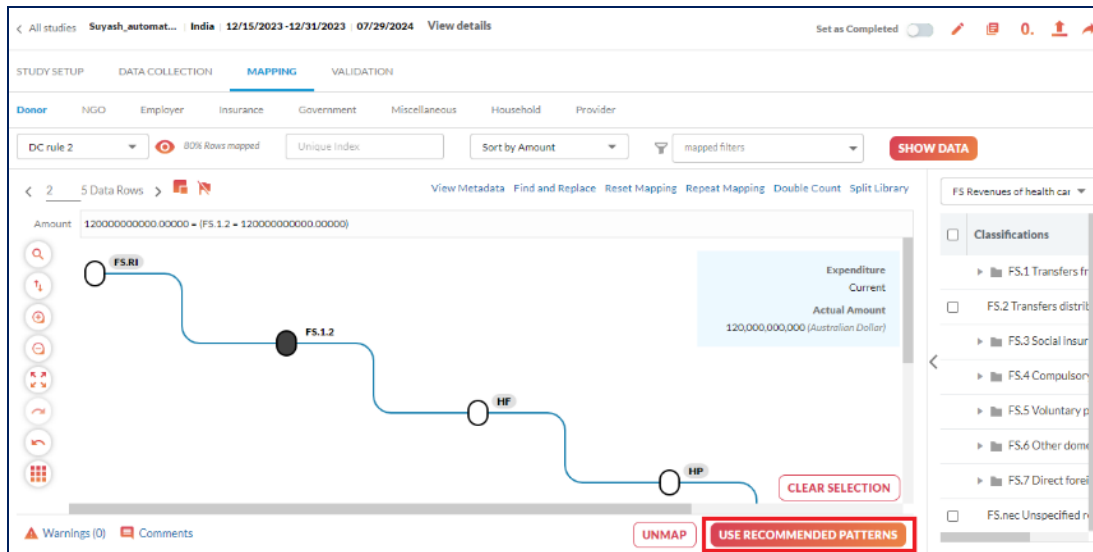 All studies Suyash_automat... India 12/15/2023 -12/31/2023 07/29/2024 View details Set as Completed 0.
STUDY SETUP DATA COLLECTION MAPPING VALIDATION
Donor NGO Employer Insurance Government Miscellaneous Household Provider
DC rule 2 80% Rows mapped Unique Index Sort by Amount mapped filters SHOW DATA
2 5 Data Rows View Metadata Find and Replace Reset Mapping Repeat Mapping Double Count Split Library FS Revenues of health car
Amount 120000000000.00000 = (FS.1.2 = 120000000000.00000)
Classifications
FS.RI
Expenditure
Current
Actual Amount
120,000,000,000 (Australian Dollar)
FS.1 Transfers fr
FS.2 Transfers distrib
FS.1.2
FS.3 Social insur
FS.4 Compulsory
HF
FS.5 Voluntary p
FS.6 Other dome
HP
FS.7 Direct forei
CLEAR SELECTION
FS.nec Unspecified r
Warnings (0) Comments UNMAP USE RECOMMENDED PATTERNS